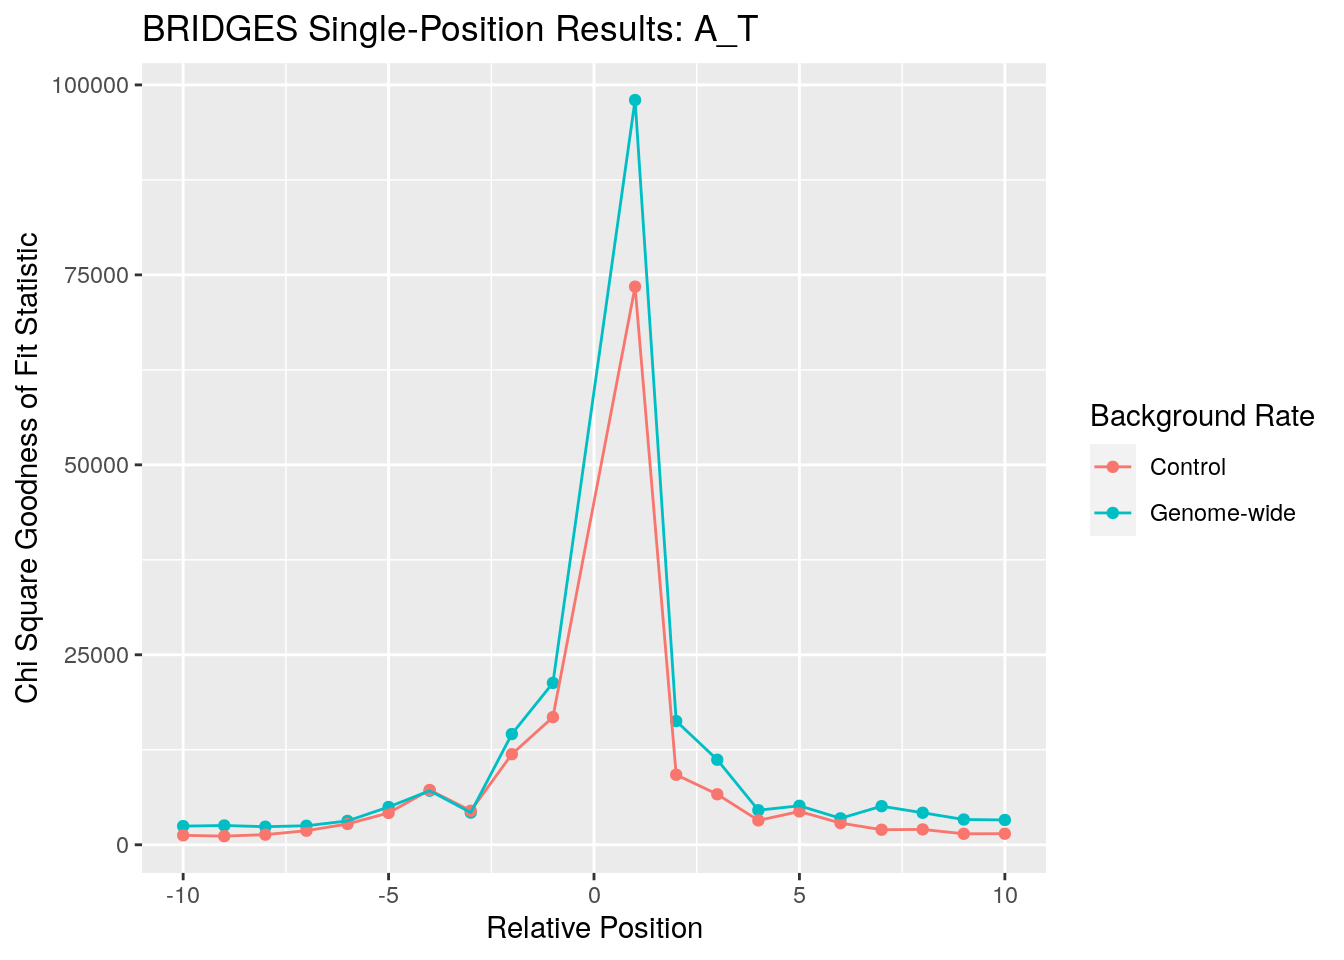 BRIDGES Single-Position Results: A_T
100000
75000
50000
25000
0
Chi Square Goodness of Fit Statistic
-10
-5
0
5
10
Relative Position
Background Rate
Control
Genome-wide